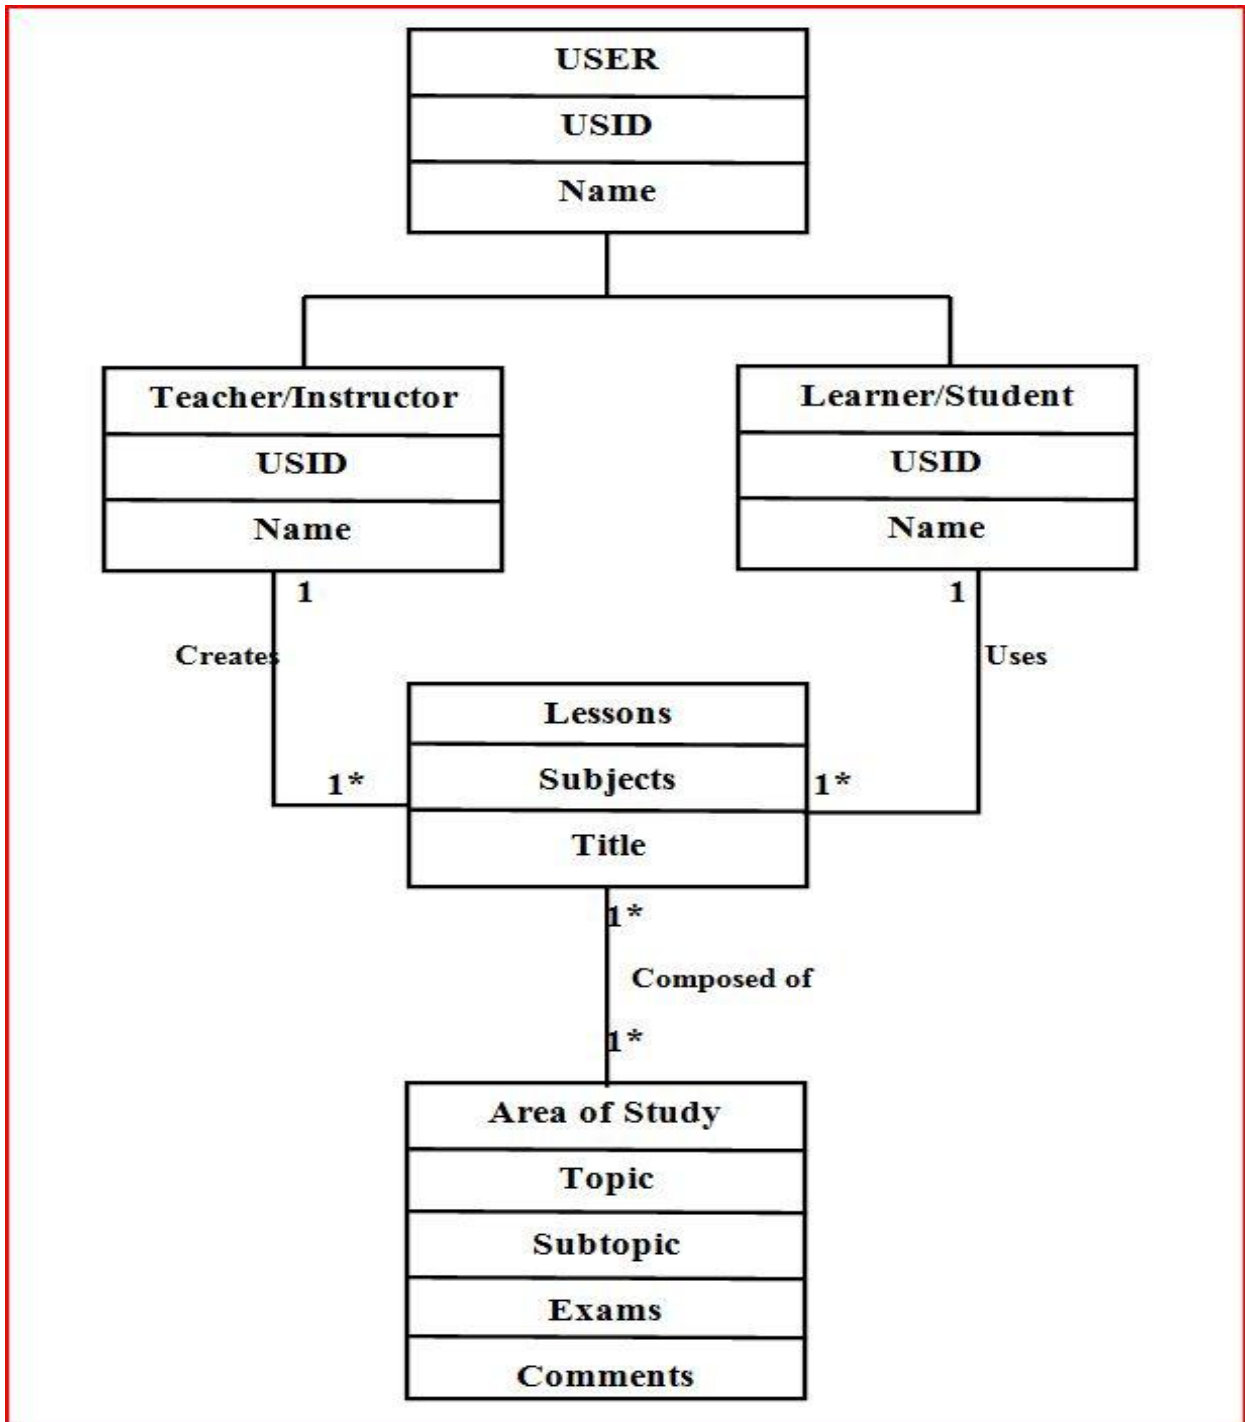 USER
USID
Name
Teacher/Instructor
USID
Name
Learner/Student
USID
Name
1
1
Creates
Uses
Lessons
Subjects
Title
1*
1*
1*
Composed of
1*
Area of Study
Topic
Subtopic
Exams
Comments